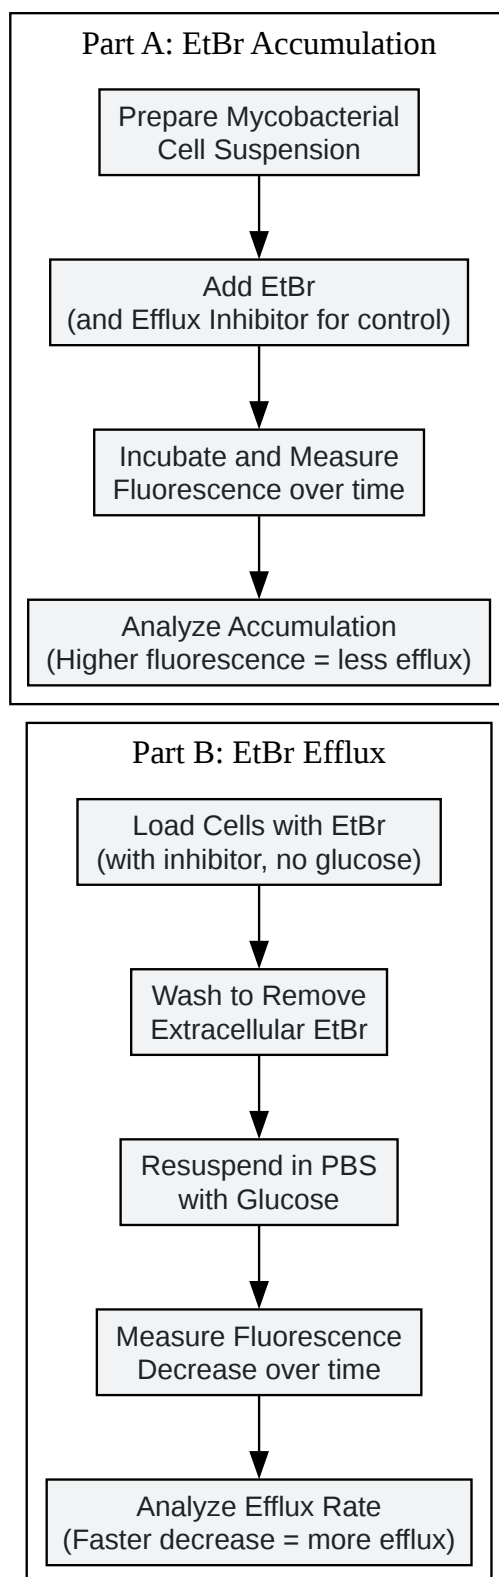 Part A: EtBr Accumulation
Prepare Mycobacterial
Cell Suspension
Add EtBr
(and Efflux Inhibitor for control)
Incubate and Measure
Fluorescence over time
Analyze Accumulation
(Higher fluorescence = less efflux)
Part B: EtBr Efflux
Load Cells with EtBr
(with inhibitor, no glucose)
Wash to Remove
Extracellular EtBr
Resuspend in PBS
with Glucose
Measure Fluorescence
Decrease over time
Analyze Efflux Rate
(Faster decrease = more efflux)